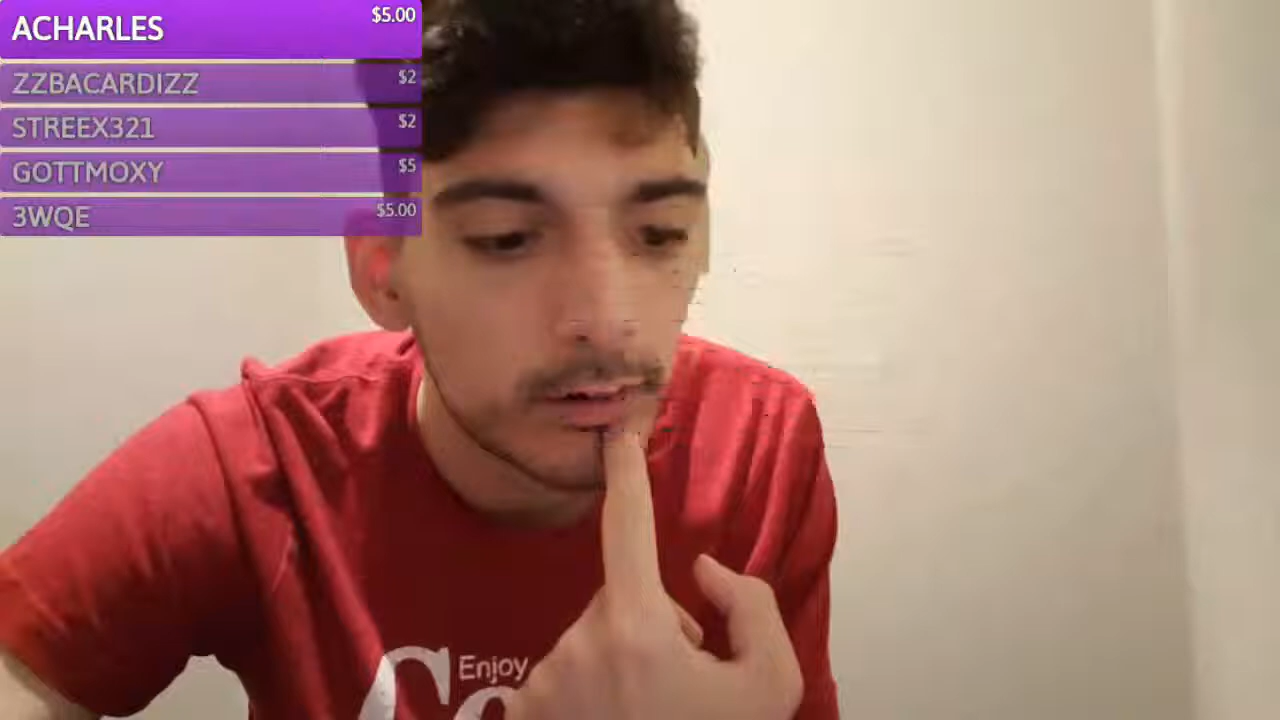 ACHARLES $5.00
ZZBACARDIZZ $2
STREEX321 $2
GOTTMOXY $5
3WQE $5.00
Enjoy